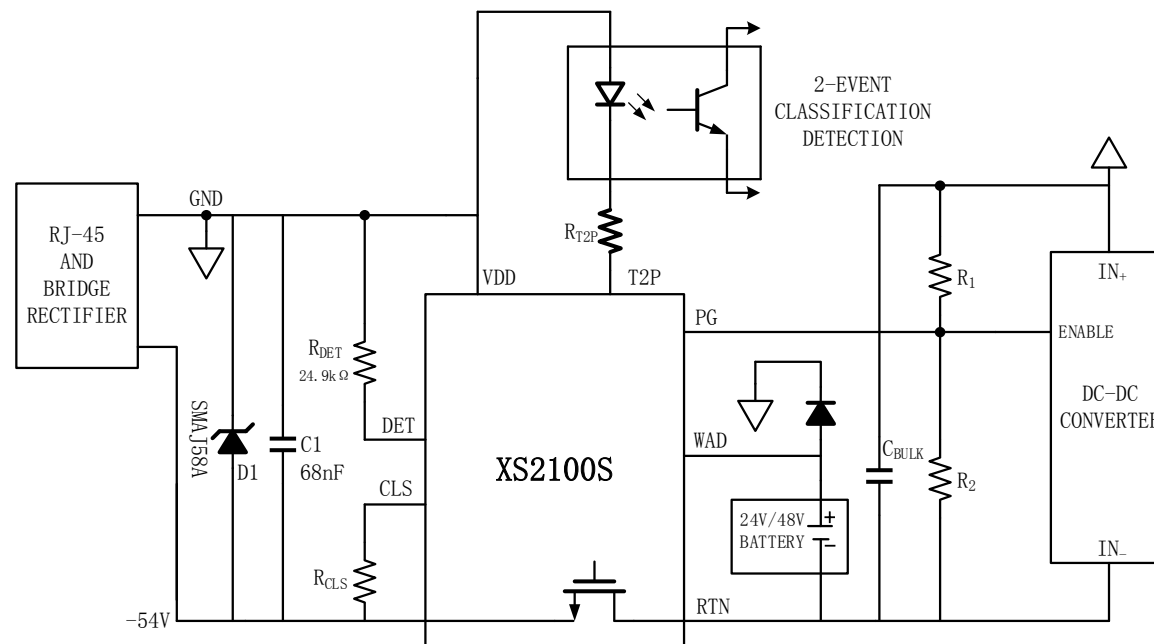 2-EVENT
CLASSIFICATION
DETECTION
GND
RJ-45
AND
BRIDGE
RECTIFIER
R_T2P
VDD
T2P
IN+
R1
PG
ENABLE
R_DET
24.9kΩ
DC-DC
CONVERTER
SMAJ58A
DET
WAD
D1
C1
68nF
XS2100S
C_BULK
R2
CLS
24V/48V
BATTERY
+
-
R_CLS
IN-
-54V
RTN